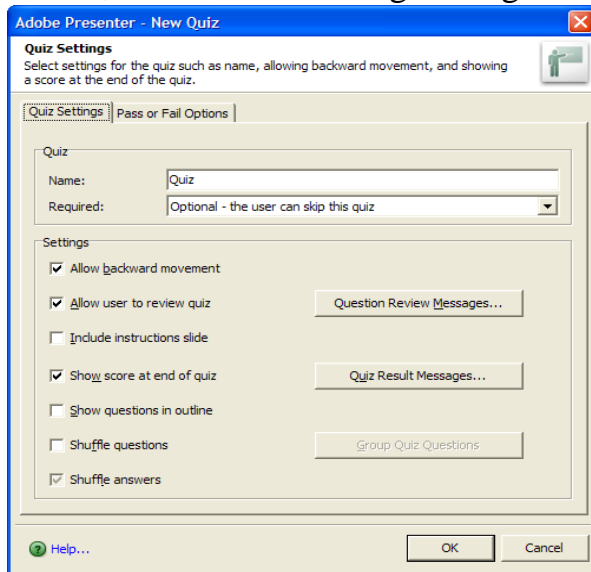 Adobe Presenter - New Quiz
Quiz Settings
Select settings for the quiz such as name, allowing backward movement, and showing
a score at the end of the quiz.
Quiz Settings Pass or Fail Options
Quiz
Name: Quiz
Required: Optional - the user can skip this quiz
Settings
Allow backward movement
Allow user to review quiz Question Review Messages...
Include instructions slide
Show score at end of quiz Quiz Result Messages...
Show questions in outline
Shuffle questions Group Quiz Questions
Shuffle answers
Help... OK Cancel